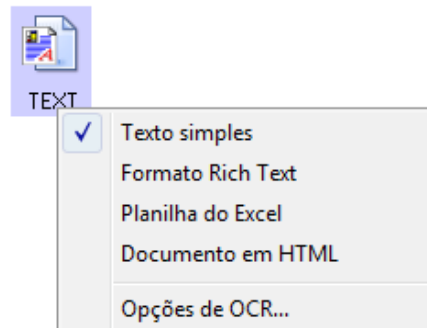 TEXT
Texto simples
Formato Rich Text
Planilha do Excel
Documento em HTML
Opções de OCR...